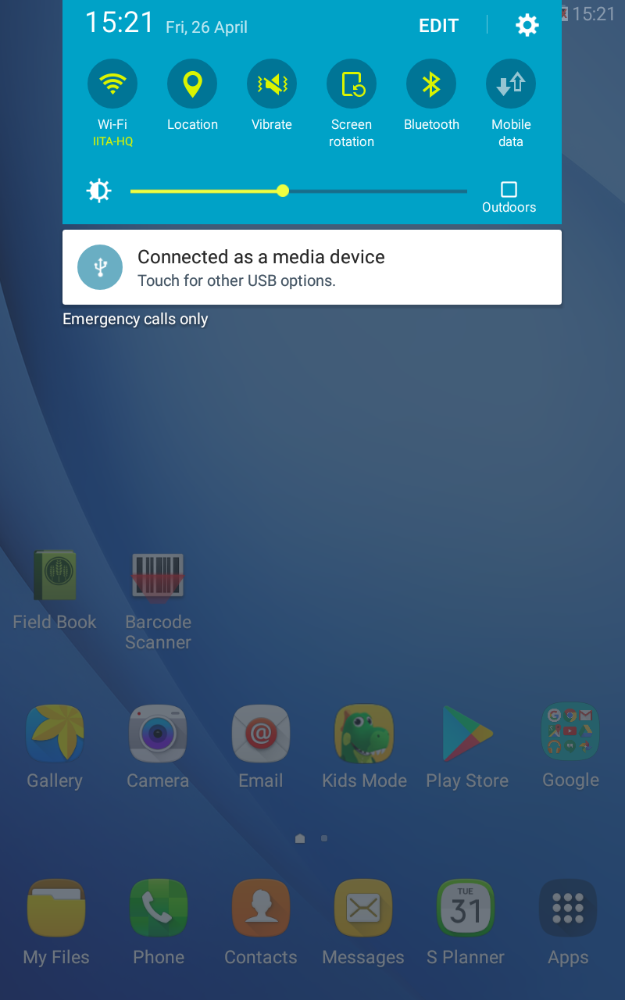 15:21 Fri, 26 April EDIT 15:21
Wi-Fi Location Vibrate Screen rotation Bluetooth Mobile data
IITA-HQ
Outdoors
Connected as a media device
Touch for other USB options.
Emergency calls only
Field Book Barcode Scanner
@
Gallery Camera Email Kids Mode Play Store Google
TUE
31
My Files Phone Contacts Messages S Planner Apps